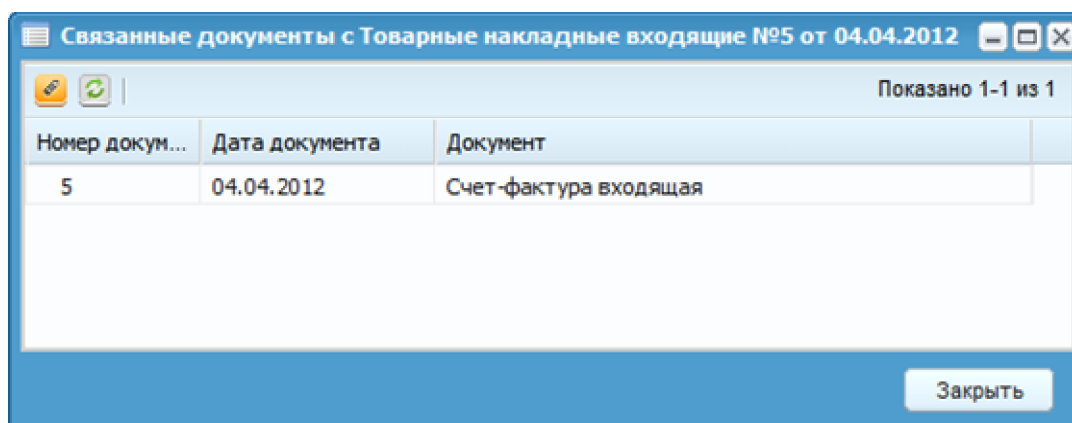 Связанные документы с Товарные накладные входящие №5 от 04.04.2012
Показано 1-1 из 1
Номер докум... Дата документа Документ
5 04.04.2012 Счет-фактура входящая
Закрыть